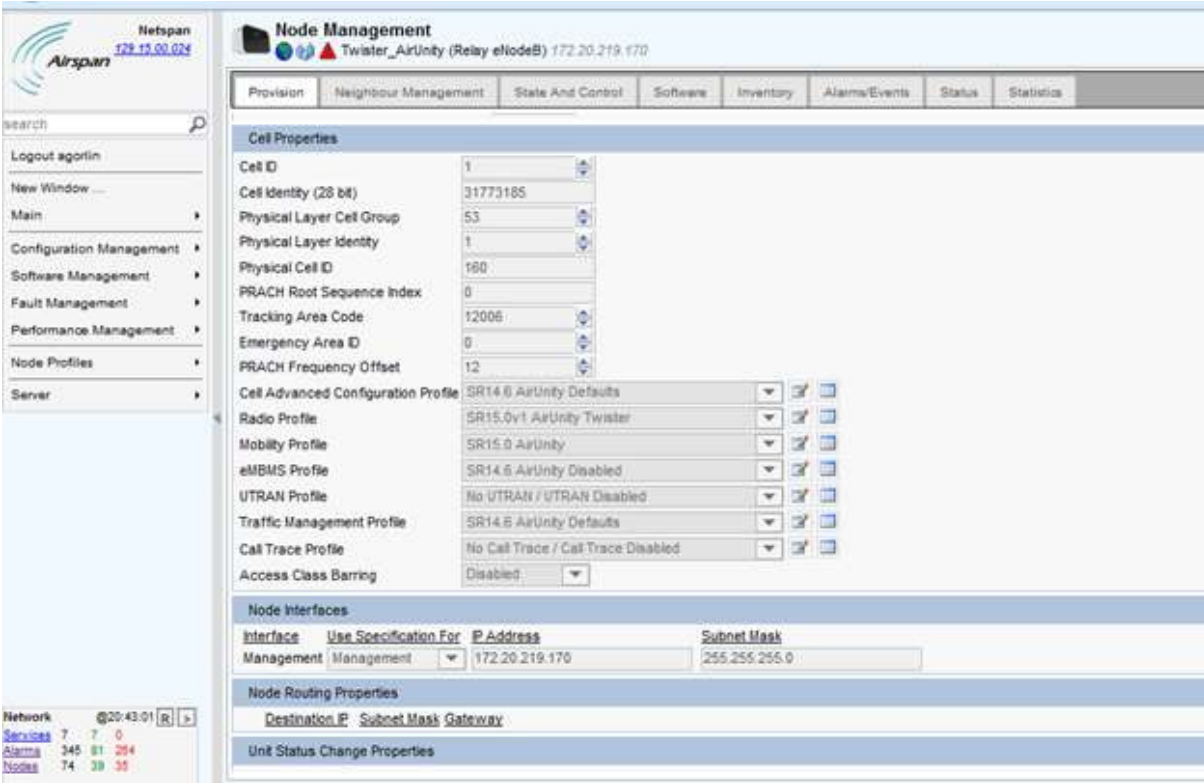 Netspan
129.15.00.024
Airspan
search
Logout agorlin
New Window ...
Main
Configuration Management
Software Management
Fault Management
Performance Management
Node Profiles
Server
Network @20:43:01 R >
Services 7 7 0
Alarms 345 81 264
Nodes 74 39 35
Node Management
Twister_AirUnity (Relay eNodeB) 172.20.219.170
Provision Neighbour Management State And Control Software Inventory Alarms/Events Status Statistics
Cell Properties
Cell ID 1
Cell Identity (28 bit) 31773185
Physical Layer Cell Group 53
Physical Layer Identity 1
Physical Cell ID 160
PRACH Root Sequence Index 0
Tracking Area Code 12006
Emergency Area ID 0
PRACH Frequency Offset 12
Cell Advanced Configuration Profile SR14.6 AirUnity Defaults
Radio Profile SR15.0v1 AirUnity Twister
Mobility Profile SR15.0 AirUnity
eMBMS Profile SR14.6 AirUnity Disabled
UTRAN Profile No UTRAN / UTRAN Disabled
Traffic Management Profile SR14.6 AirUnity Defaults
Call Trace Profile No Call Trace / Call Trace Disabled
Access Class Barring Disabled
Node Interfaces
Interface Use Specification For IP Address Subnet Mask
Management Management 172.20.219.170 255.255.255.0
Node Routing Properties
Destination IP Subnet Mask Gateway
Unit Status Change Properties